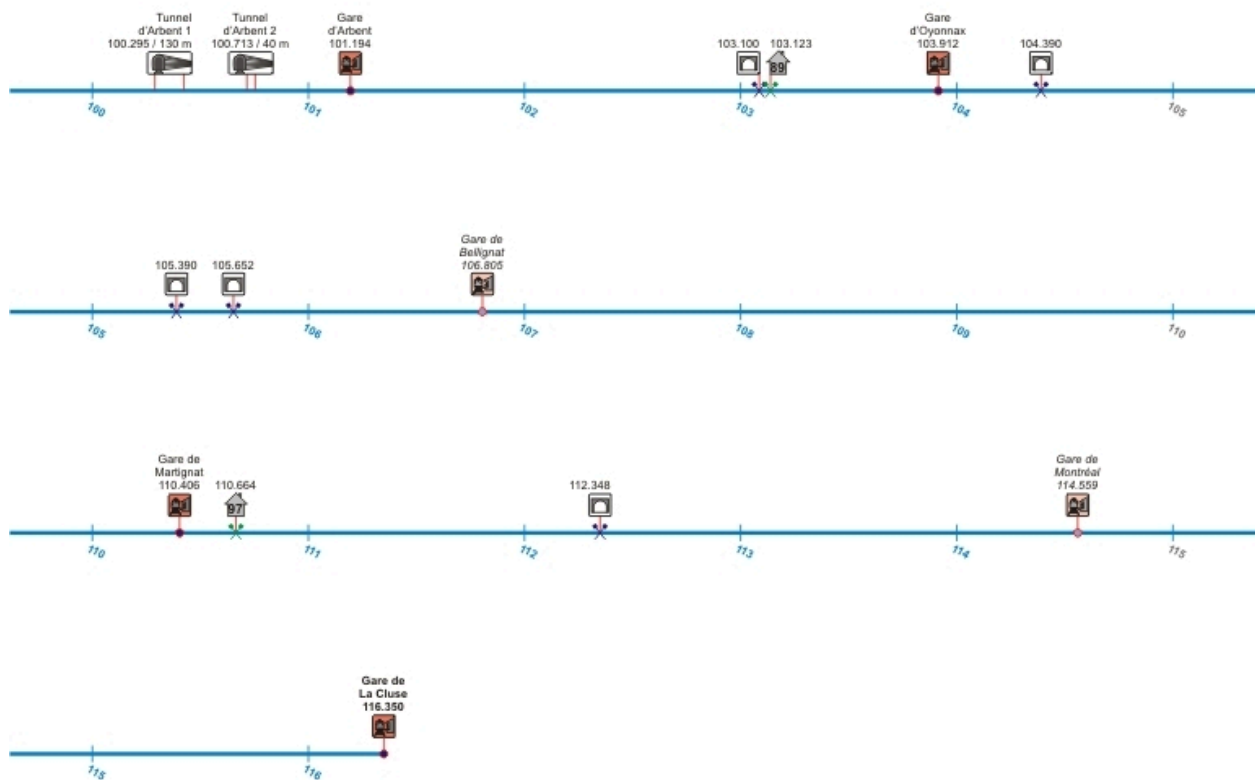 Tunnel
d'Arbent 1
100.295 / 130 m
Tunnel
d'Arbent 2
100.713 / 40 m
Gare
d'Arbent
101.194
103.100
103.123
89
Gare
d'Oyonnax
103.912
104.390
100
101
102
103
104
105
105.390
105.652
Gare de
Bellignat
106.805
105
106
107
108
109
110
Gare de
Martignat
110.406
110.664
97
112.348
Gare de
Montréal
114.559
110
111
112
113
114
115
Gare de
La Cluse
116.350
115
116